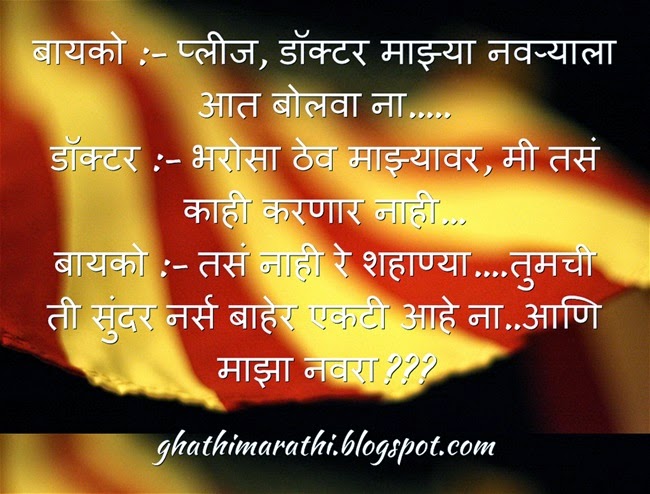 बायको :- प्लीज, डॉक्टर माझ्या नवऱ्याला
आत बोलवा ना.....
डॉक्टर :- भरोसा ठेव माझ्यावर, मी तसं
काही करणार नाही...
बायको :- तसं नाही रे शहाण्या....तुमची
ती सुंदर नर्स बाहेर एकटी आहे ना..आणि
माझा नवरा???
ghathimarathi.blogspot.com